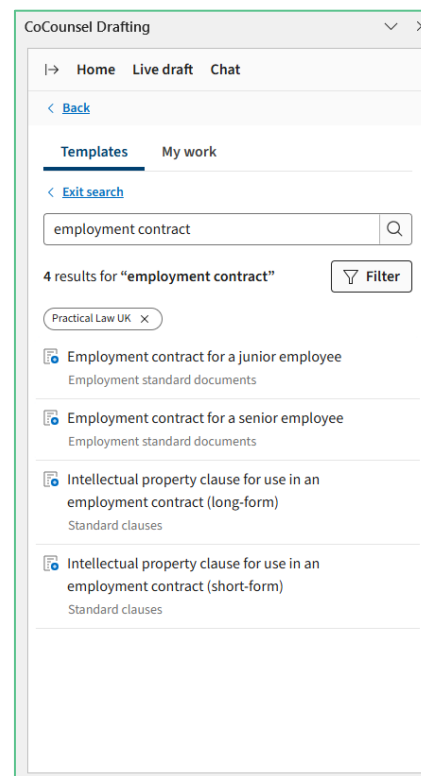 CoCounsel Drafting
Home Live draft Chat
Back
Templates My work
Exit search
employment contract
4 results for “employment contract”
Filter
Practical Law UK
Employment contract for a junior employee
Employment standard documents
Employment contract for a senior employee
Employment standard documents
Intellectual property clause for use in an
employment contract (long-form)
Standard clauses
Intellectual property clause for use in an
employment contract (short-form)
Standard clauses